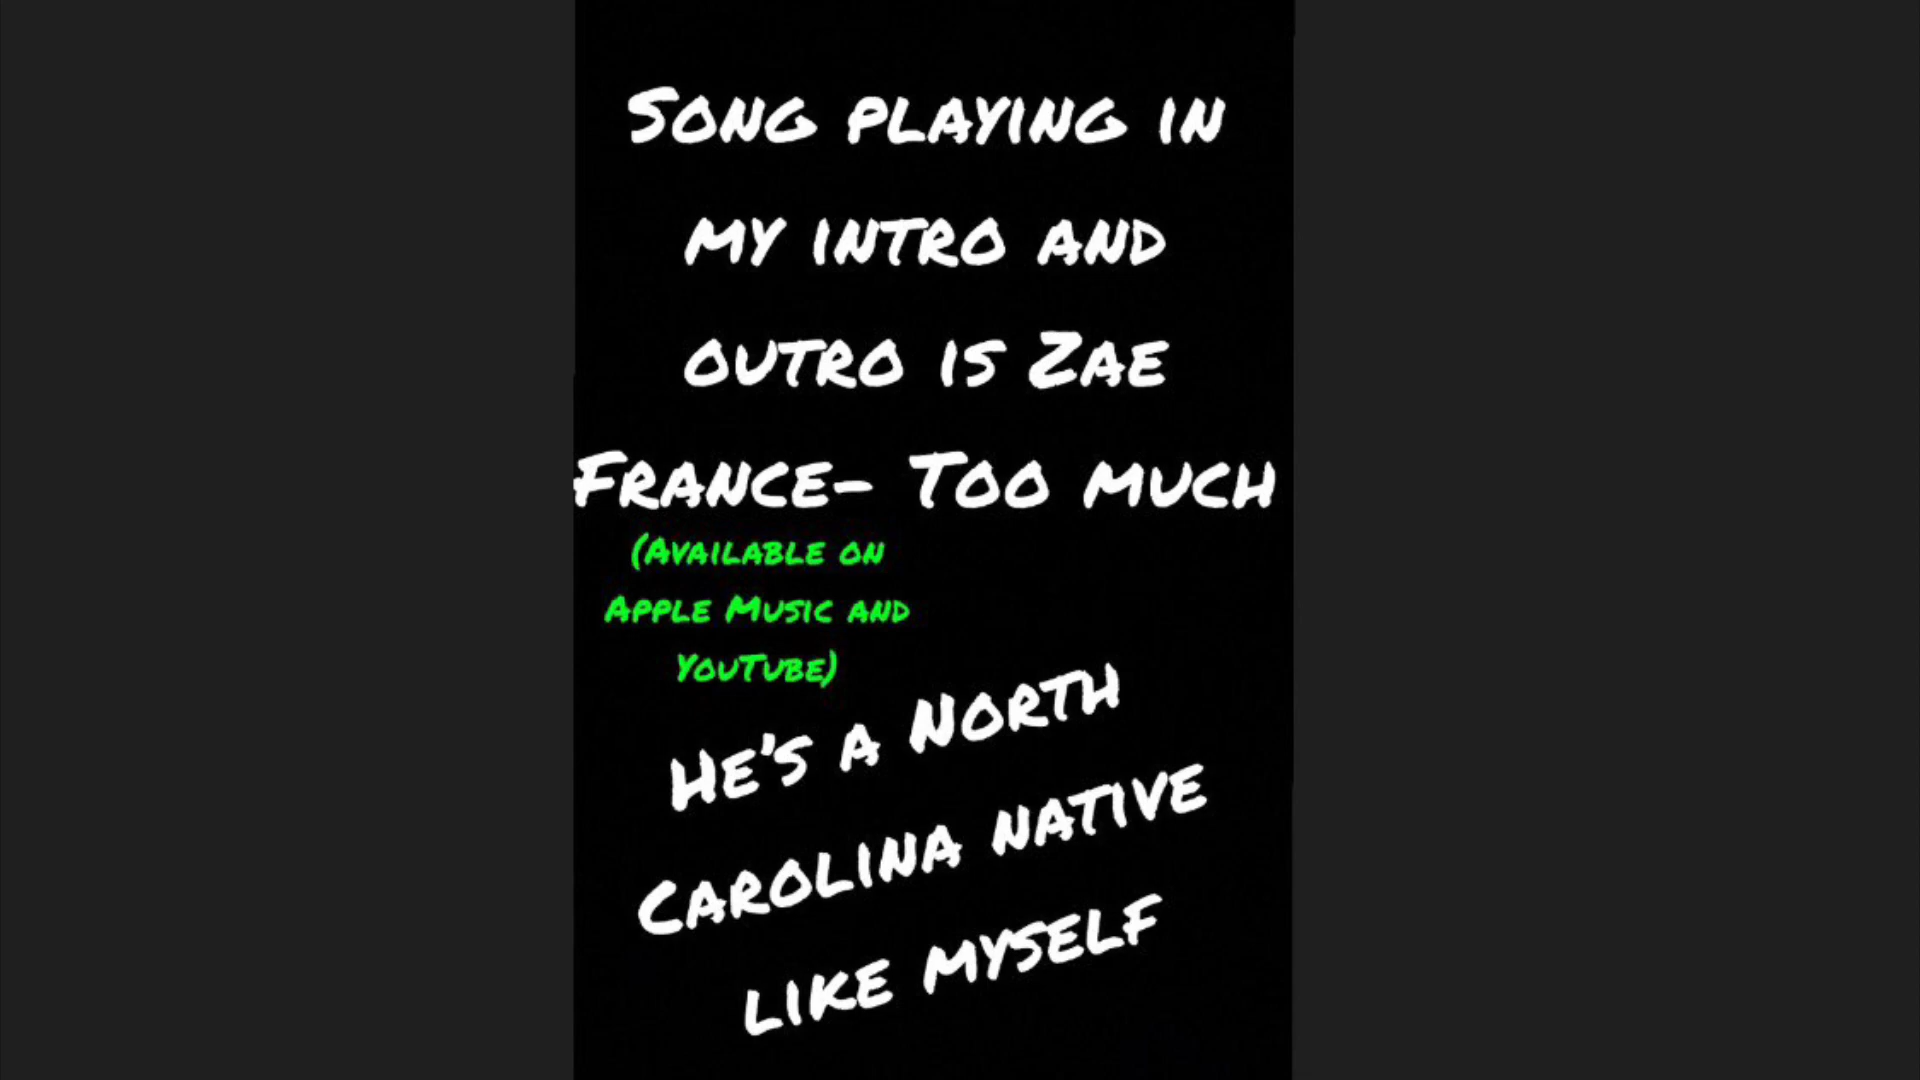 Song playing in
my intro and
outro is Zae
France- Too much
(Available on
Apple Music and
YouTube)
He's a North
Carolina native
like myself